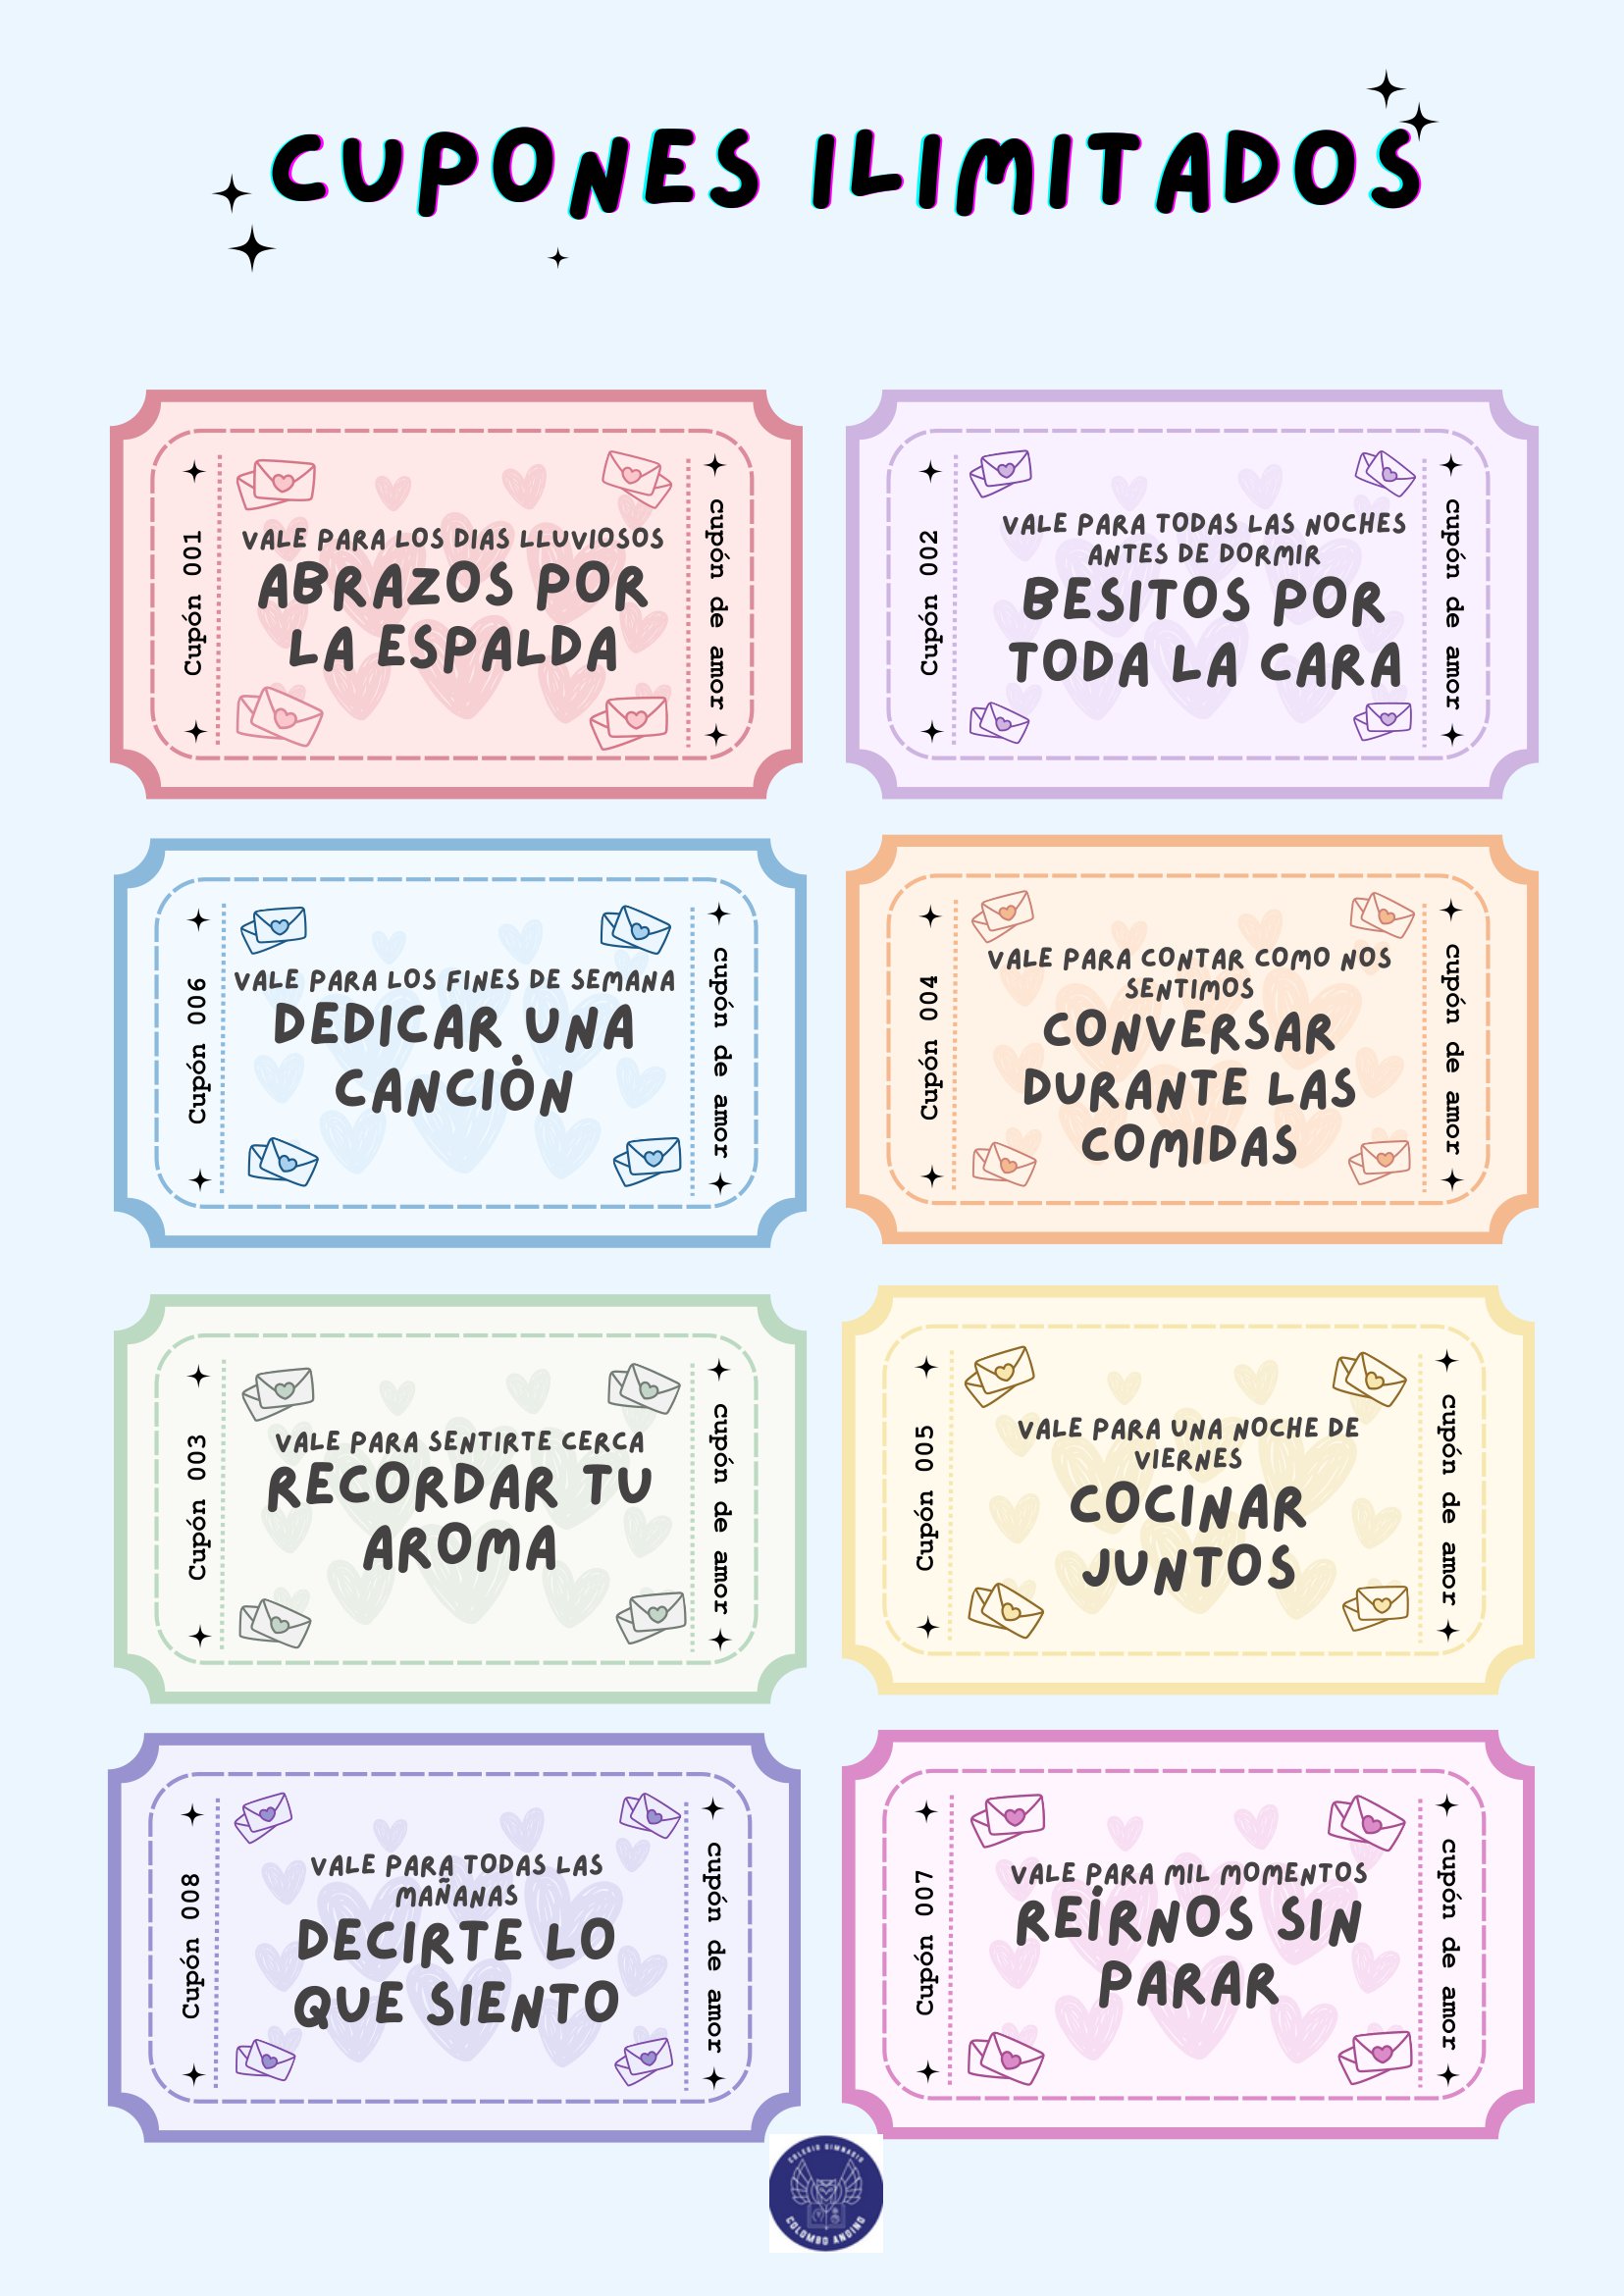 CUPONES ILIMITADOS
Cupón 001
VALE PARA LOS DIAS LLUVIOSOS
ABRAZOS POR
LA ESPALDA
cupón de amor
Cupón 002
VALE PARA TODAS LAS NOCHES
ANTES DE DORMIR
BESITOS POR
TODA LA CARA
cupón de amor
Cupón 006
VALE PARA LOS FINES DE SEMANA
DEDICAR UNA
CANCIÒN
cupón de amor
Cupón 004
VALE PARA CONTAR COMO NOS
SENTIMOS
CONVERSAR
DURANTE LAS
COMIDAS
cupón de amor
Cupón 003
VALE PARA SENTIRTE CERCA
RECORDAR TU
AROMA
cupón de amor
Cupón 005
VALE PARA UNA NOCHE DE
VIERNES
COCINAR
JUNTOS
cupón de amor
Cupón 008
VALE PARA TODAS LAS
MAÑANAS
DECIRTE LO
QUE SIENTO
cupón de amor
Cupón 007
VALE PARA MIL MOMENTOS
REÍRNOS SIN
PARAR
cupón de amor
COLEGIO GIMNASIO
COLOMBO ANDINO